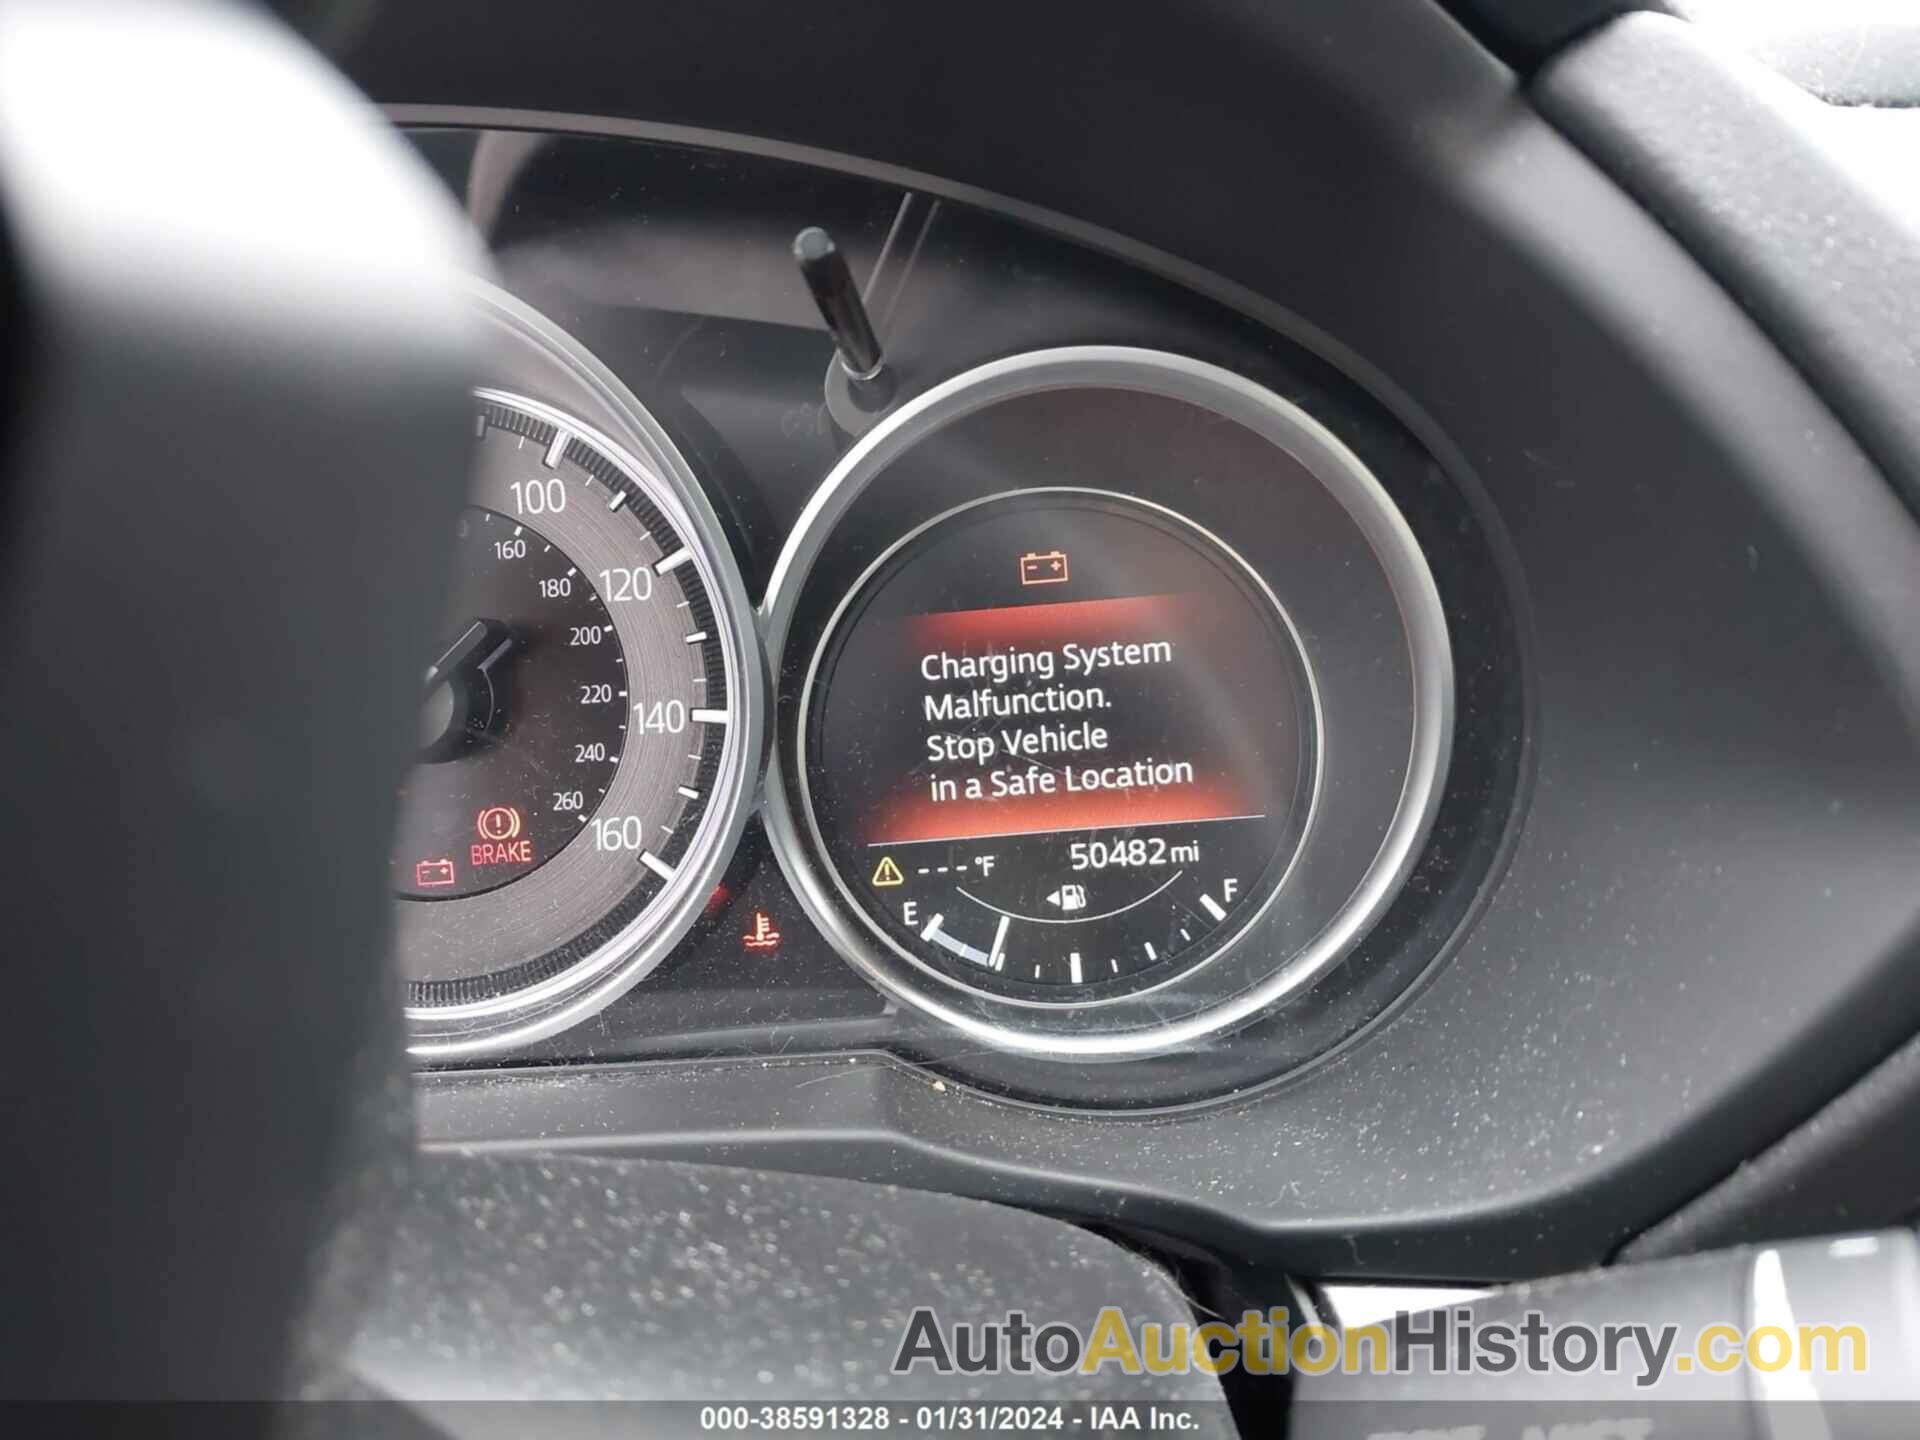 100
160
120
180
200
220
140
240
260
160
BRAKE
Charging System
Malfunction.
Stop Vehicle
in a Safe Location
---°F
50482 mi
E
F
AutoAuctionHistory.com
000-38591328 - 01/31/2024 - IAA Inc.